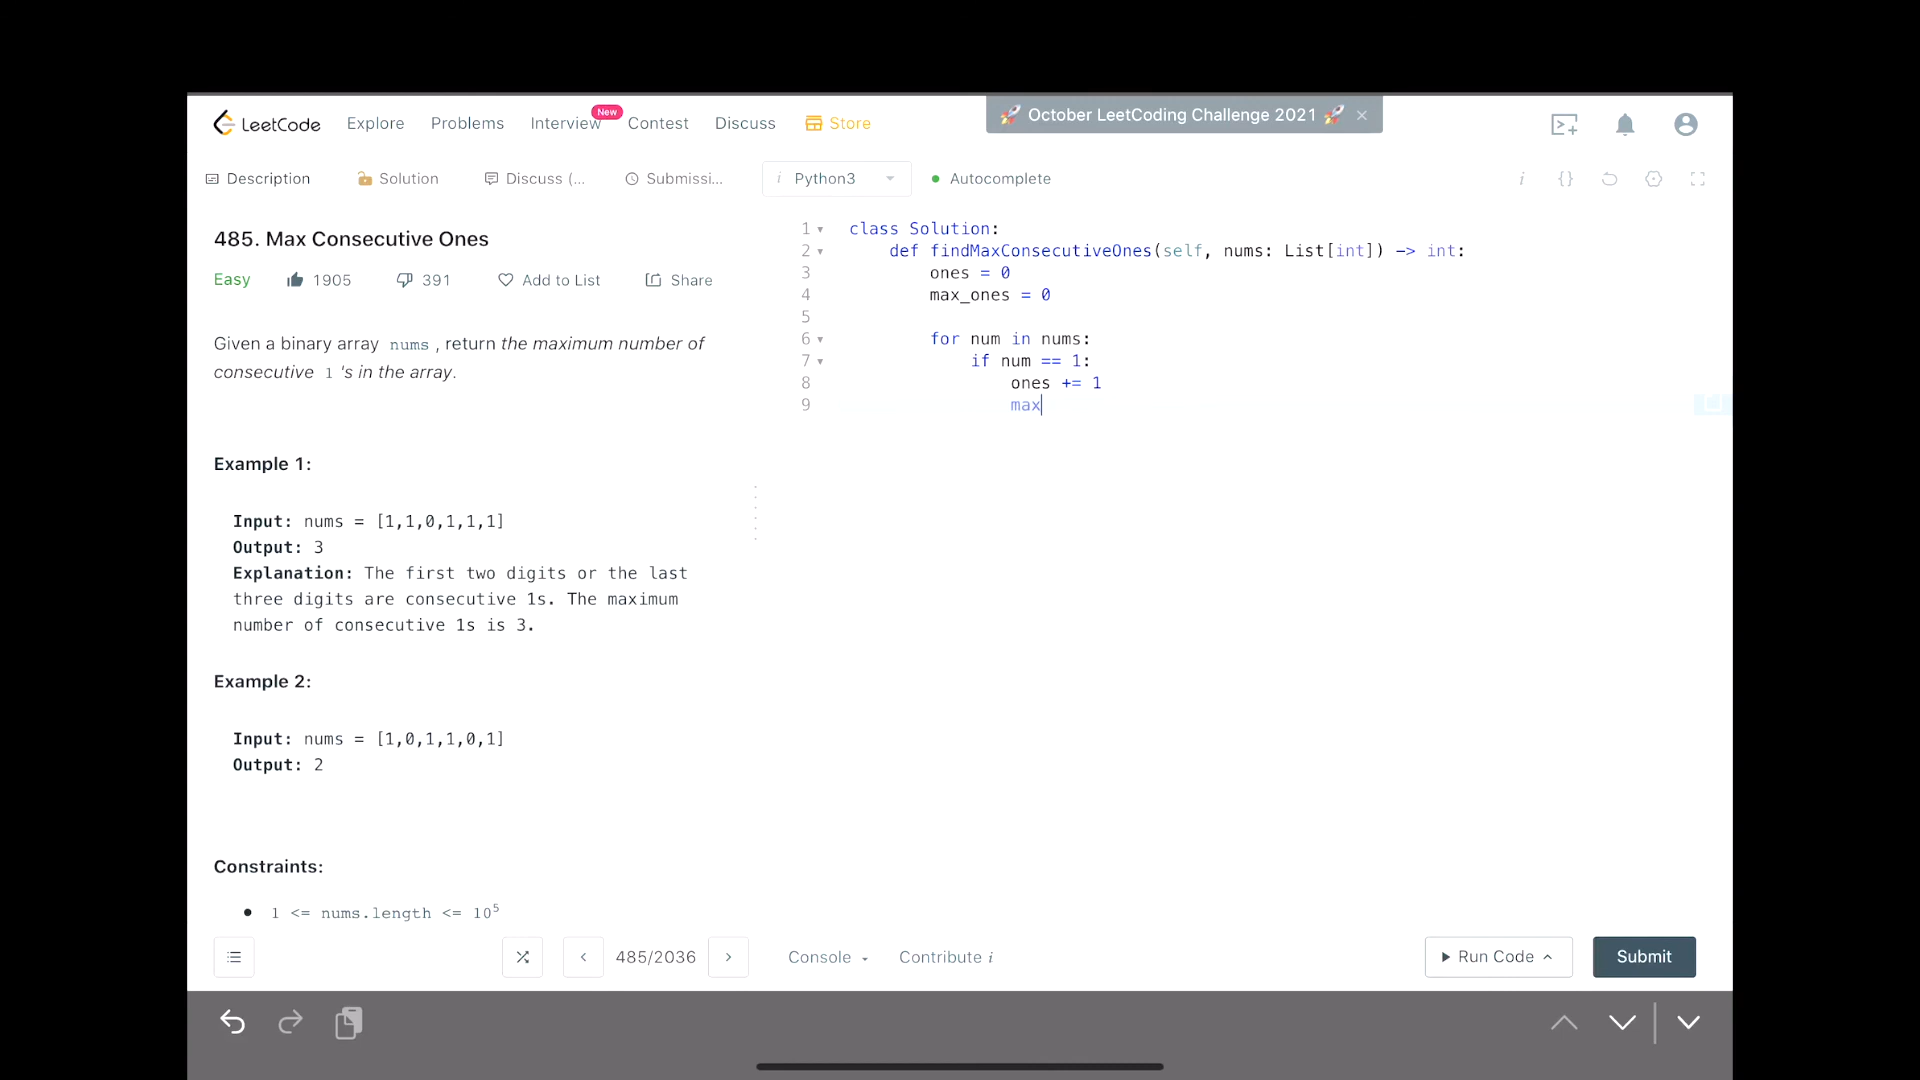 LeetCode
Explore
Problems
Interview
New
Contest
Discuss
Store
🚀 October LeetCoding Challenge 2021 🚀 ×
Description
Solution
Discuss (...
Submissi...
i Python3
Autocomplete
i {}
485. Max Consecutive Ones
Easy 1905 391 Add to List Share
Given a binary array nums , return the maximum number of
consecutive 1 's in the array.
Example 1:
Input: nums = [1,1,0,1,1,1]
Output: 3
Explanation: The first two digits or the last
three digits are consecutive 1s. The maximum
number of consecutive 1s is 3.
Example 2:
Input: nums = [1,0,1,1,0,1]
Output: 2
Constraints:
• 1 <= nums.length <= 10⁵
1 class Solution:
2 def findMaxConsecutiveOnes(self, nums: List[int]) -> int:
3 ones = 0
4 max_ones = 0
5
6 for num in nums:
7 if num == 1:
8 ones += 1
9 max
485/2036
Console
Contribute i
Run Code
Submit